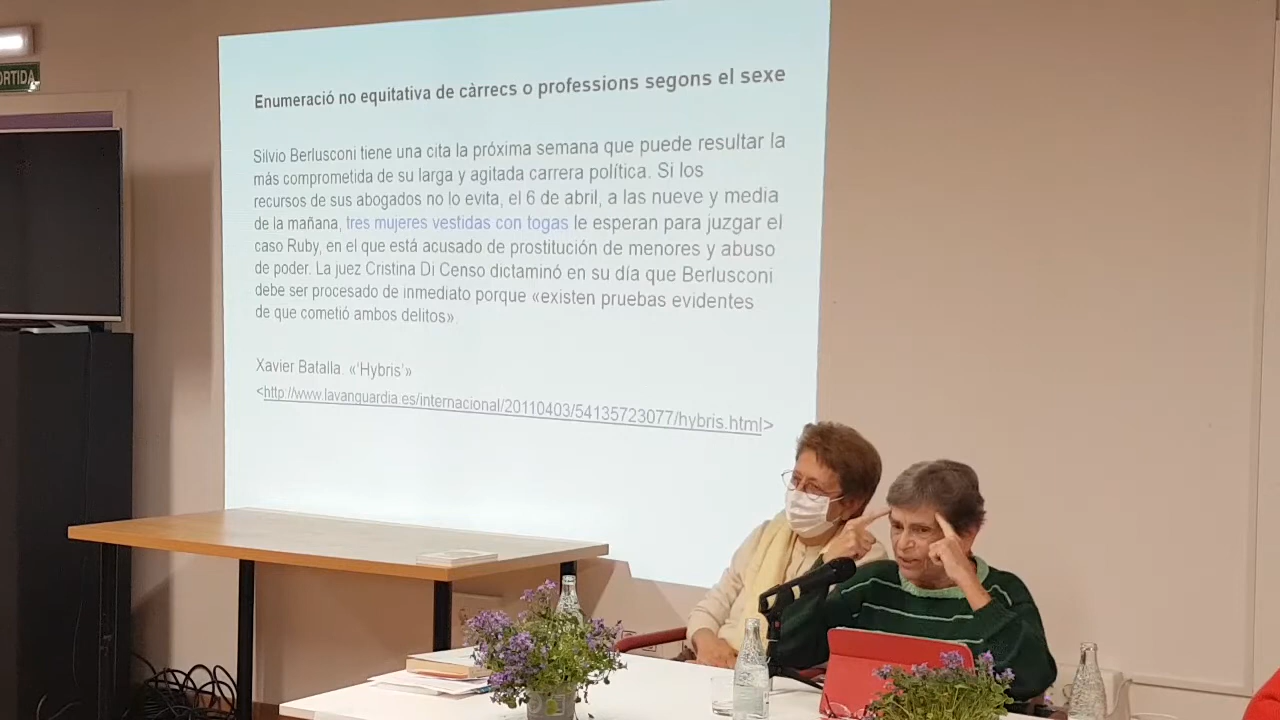 ORTIDA
Enumeració no equitativa de càrrecs o professions segons el sexe
Silvio Berlusconi tiene una cita la próxima semana que puede resultar la
más comprometida de su larga y agitada carrera política. Si los
recursos de sus abogados no lo evita, el 6 de abril, a las nueve y media
de la mañana, tres mujeres vestidas con togas le esperan para juzgar el
caso Ruby, en el que está acusado de prostitución de menores y abuso
de poder. La juez Cristina Di Censo dictaminó en su día que Berlusconi
debe ser procesado de inmediato porque «existen pruebas evidentes
de que cometió ambos delitos».
Xavier Batalla. «'Hybris'»
<http://www.lavanguardia.es/internacional/20110403/54135723077/hybris.html>